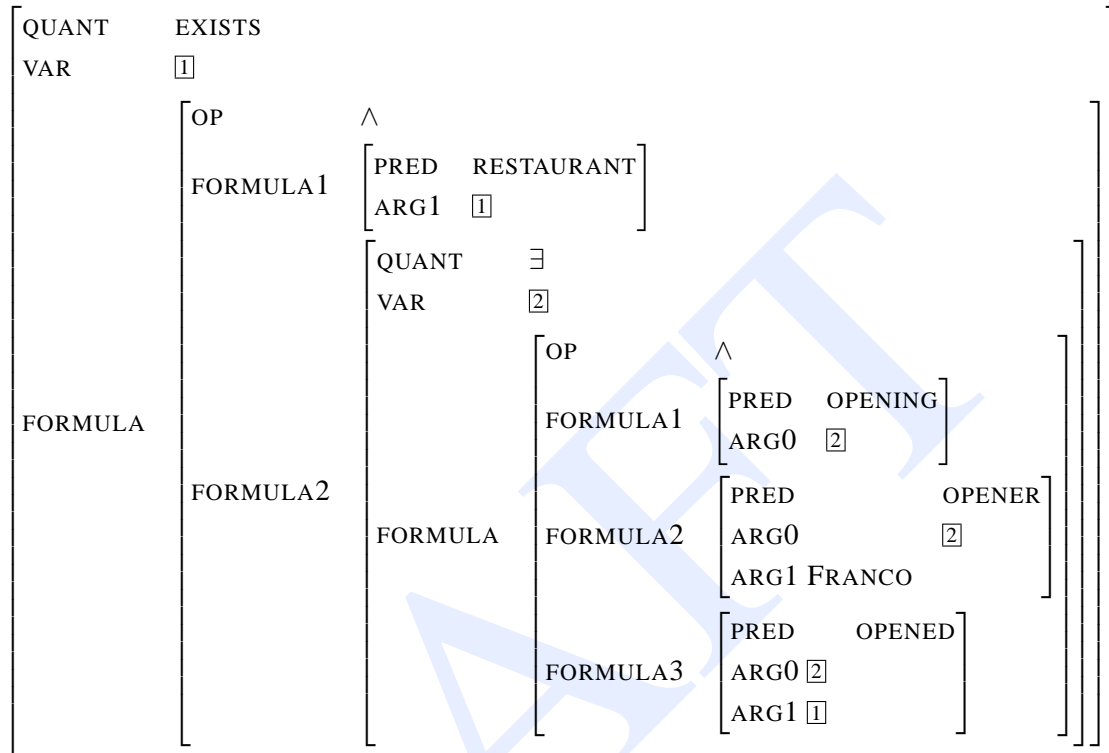 QUANT EXISTS
VAR 1
OP ∧
FORMULA1 PRED RESTAURANT
ARG1 1
QUANT ∃
VAR 2
OP ∧
FORMULA1 PRED OPENING
ARG0 2
FORMULA
FORMULA2
FORMULA
FORMULA2 PRED OPENER
ARG0 2
ARG1 FRANCO
FORMULA3 PRED OPENED
ARG0 2
ARG1 1
AFT